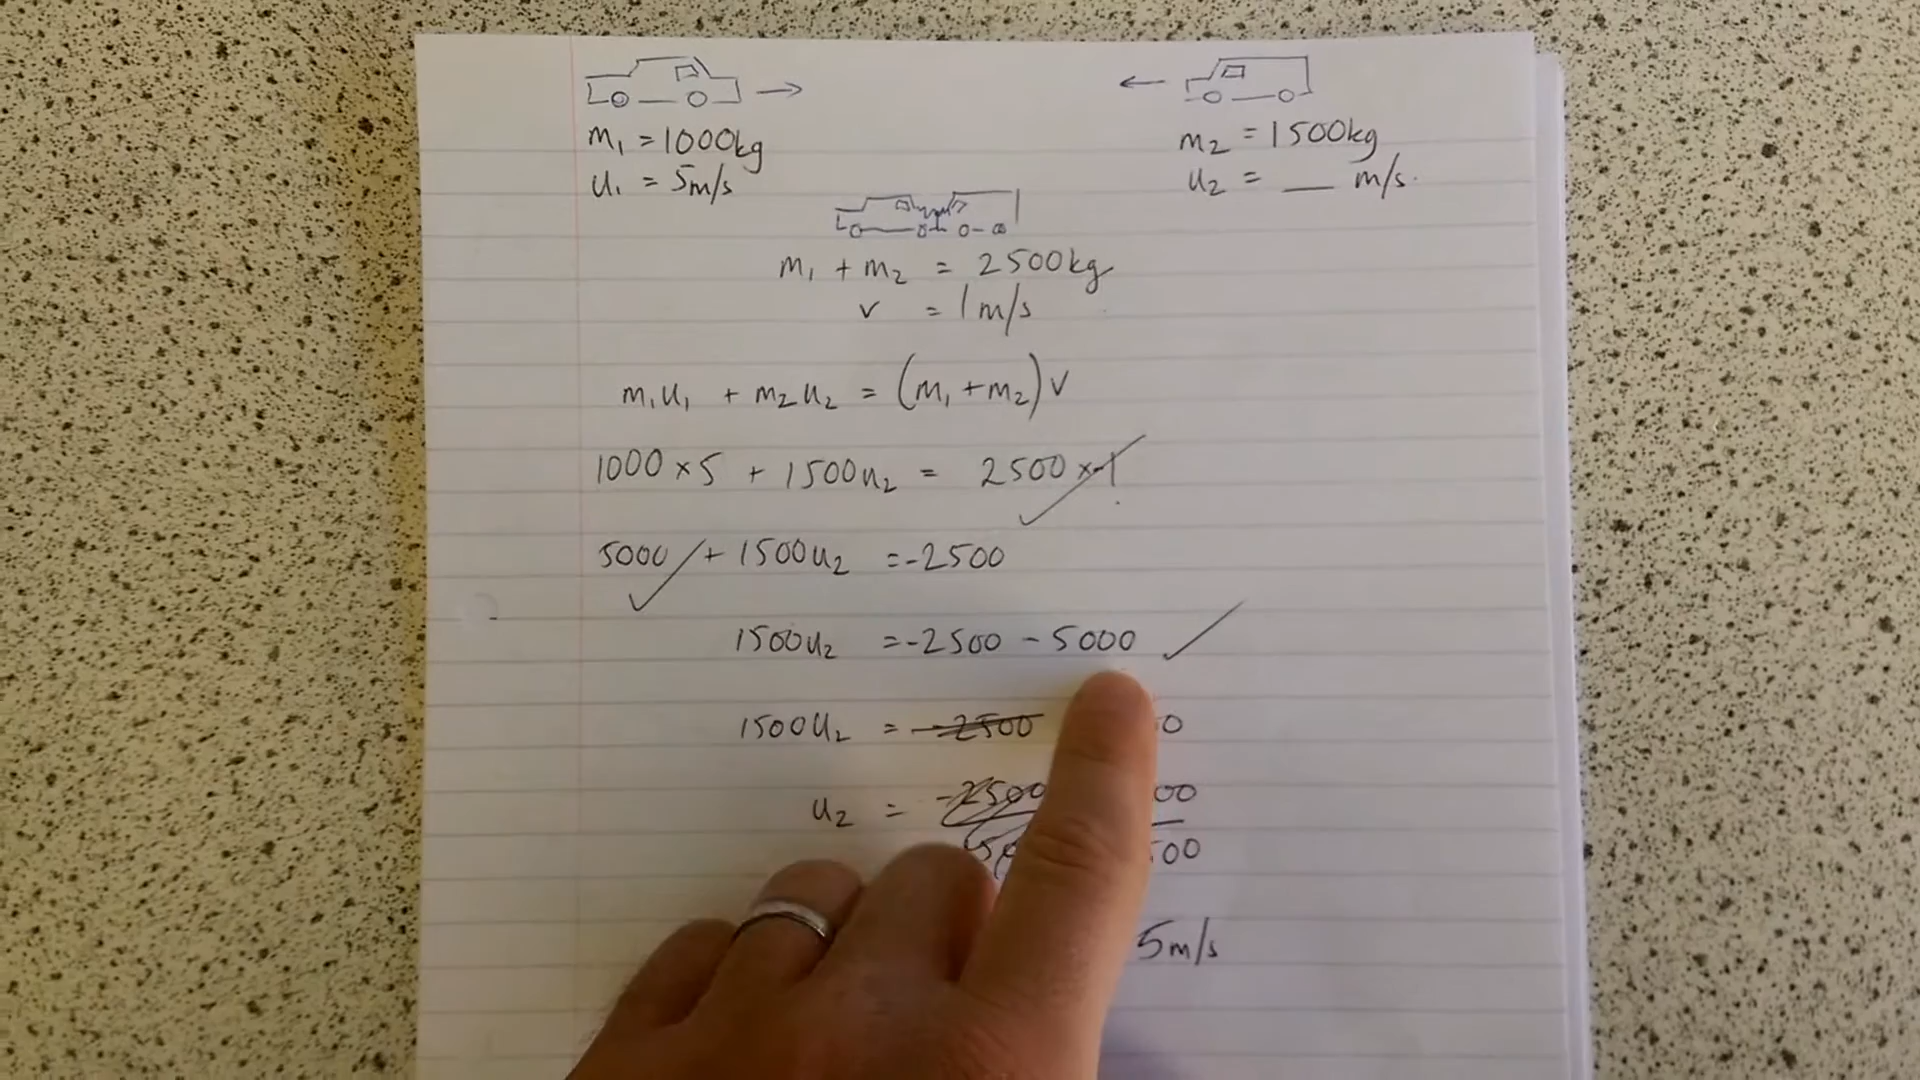 m₁ = 1000kg
u₁ = 5m/s
m₂ = 1500kg
u₂ = __ m/s.
m₁ + m₂ = 2500kg
v = 1m/s
m₁u₁ + m₂u₂ = (m₁ + m₂)v
1000 x 5 + 1500u₂ = 2500 x -1
5000 + 1500u₂ = -2500
1500u₂ = -2500 - 5000
1500u₂ = -2500
u₂ = -2500
5m/s